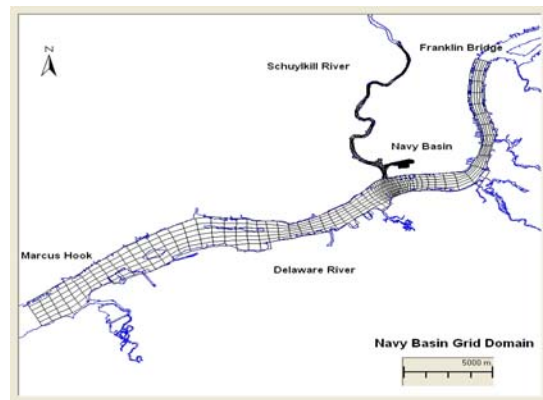 Franklin Bridge
Schuylkill River
N
Navy Basin
Marcus Hook
Delaware River
Navy Basin Grid Domain
5000 m